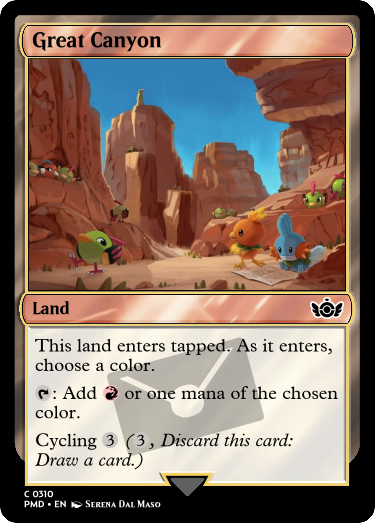 Great Canyon
Land
This land enters tapped. As it enters,
choose a color.
: Add or one mana of the chosen
color.
Cycling 3 (3, Discard this card:
Draw a card.)
C 0310
PMD • EN Serena Dal Maso